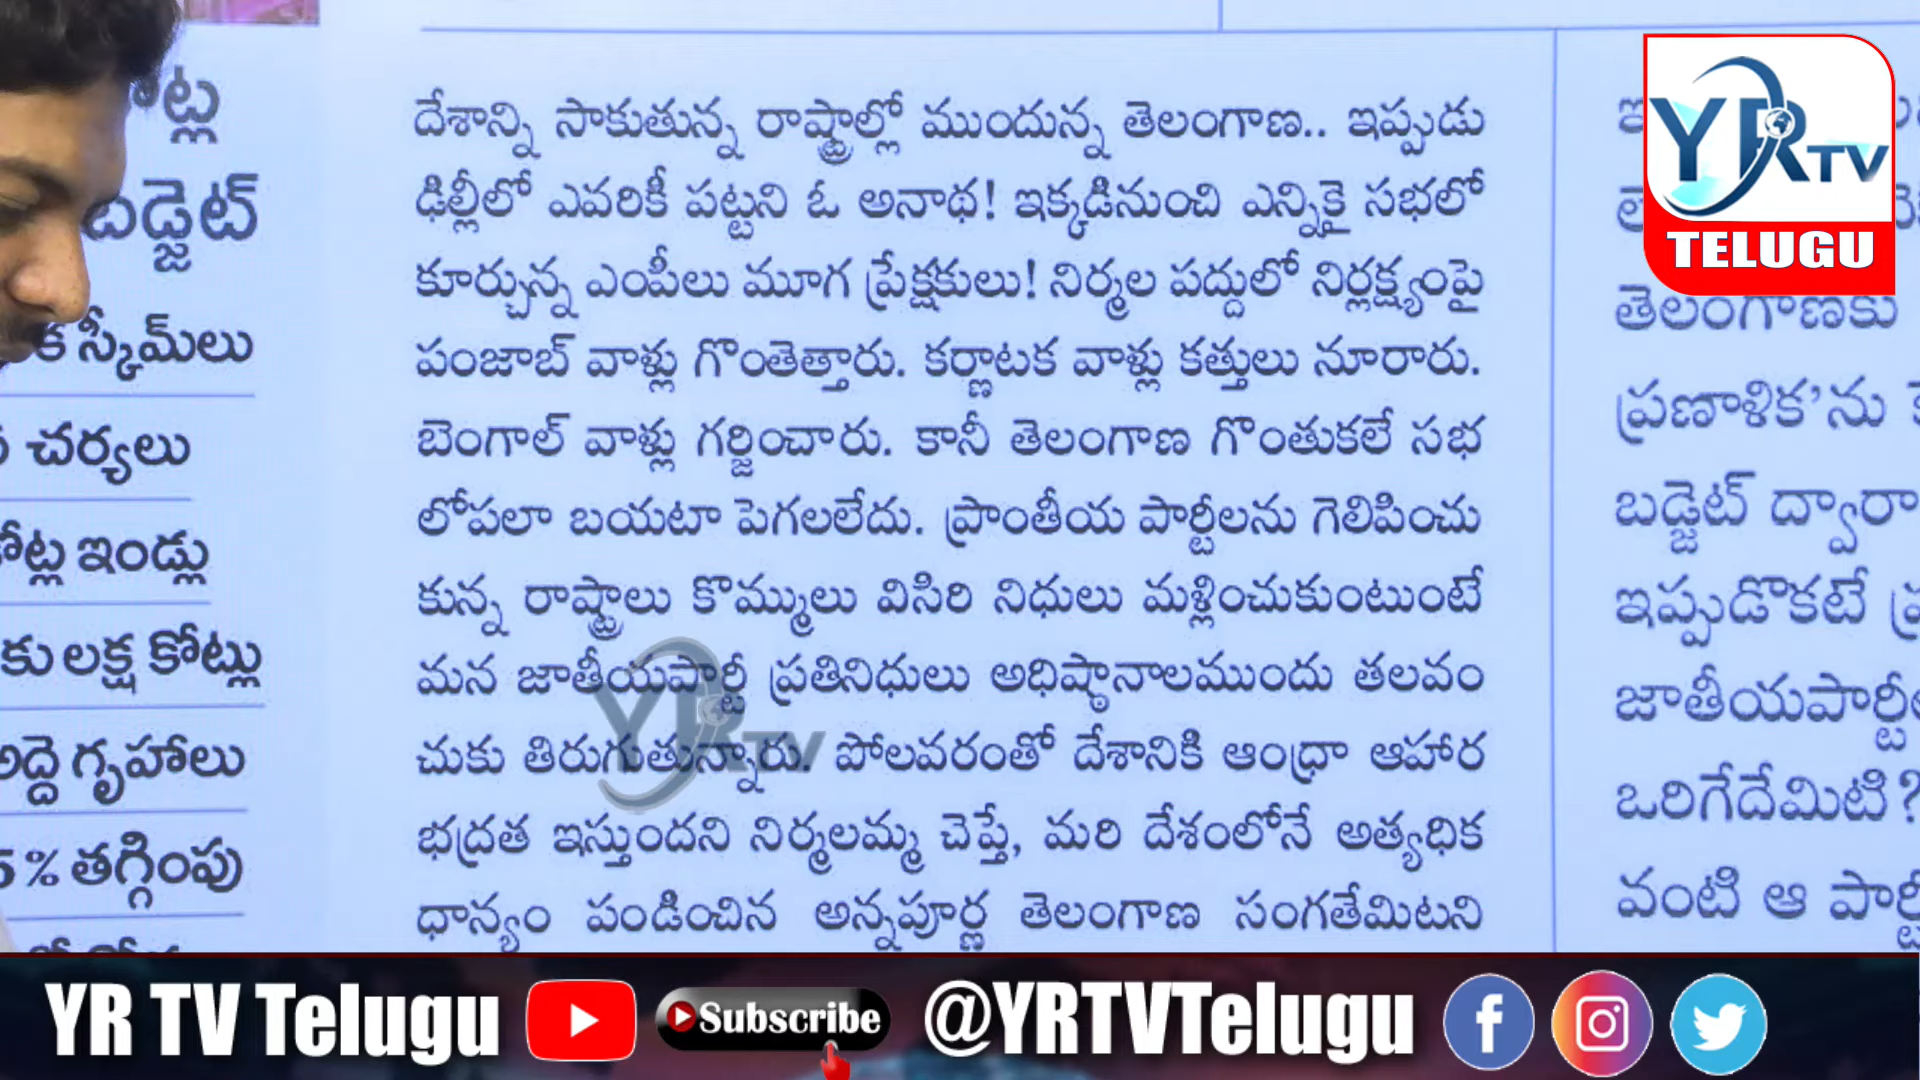 ట్ల
బడ్జెట్
స్కీమ్‌లు
చర్యలు
ఇండ్లు
కు లక్ష కోట్లు
అద్దె గృహాలు
% తగ్గింపు
దేశాన్ని సాకుతున్న రాష్ట్రాల్లో ముందున్న తెలంగాణ.. ఇప్పుడు
ఢిల్లీలో ఎవరికీ పట్టని ఓ అనాథ! ఇక్కడినుంచి ఎన్నికై సభలో
కూర్చున్న ఎంపీలు మూగ ప్రేక్షకులు! నిర్మల పద్దులో నిర్లక్ష్యంపై
పంజాబ్ వాళ్లు గొంతెత్తారు. కర్ణాటక వాళ్లు కత్తులు నూరారు.
బెంగాల్ వాళ్లు గర్జించారు. కానీ తెలంగాణ గొంతుకలే సభ
లోపలా బయటా పెగలలేదు. ప్రాంతీయ పార్టీలను గెలిపించు
కున్న రాష్ట్రాలు కొమ్ములు విసిరి నిధులు మళ్లించుకుంటుంటే
మన జాతీయపార్టీ ప్రతినిధులు అధిష్ఠానాలముందు తలవం
చుకు తిరుగుతున్నారు. పోలవరంతో దేశానికి ఆంధ్రా ఆహార
భద్రత ఇస్తుందని నిర్మలమ్మ చెప్తే, మరి దేశంలోనే అత్యధిక
ధాన్యం పండించిన అన్నపూర్ణ తెలంగాణ సంగతేమిటని
తెలంగాణకు
ప్రణాళిక'ను
బడ్జెట్ ద్వారా
ఇప్పుడొకటే
జాతీయపార్టీ
ఒరిగేదేమిటి?
వంటి ఆ పార్టీ
YRTV
TELUGU
YRTV
YR TV Telugu
Subscribe
@YRTVTelugu